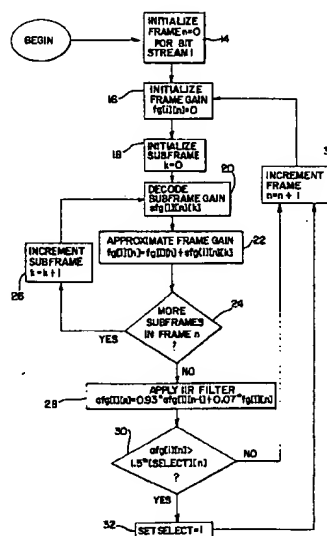 BEGIN
INITIALIZE
FRAME n=0
FOR BIT
STREAM i
14
16
INITIALIZE
FRAME GAIN
fg[i][n]=0
18
INITIALIZE
SUBFRAME
k=0
20
DECODE
SUBFRAME GAIN
sfg[i][n][k]
22
APPROXIMATE FRAME GAIN
fg[i][n]=fg[i][n]+sfg[i][n][k]
INCREMENT
SUBFRAME
k=k+1
26
24
MORE
SUBFRAMES
IN FRAME n
?
YES
NO
28
APPLY IIR FILTER
afg[i][n]=0.93*afg[i][n-1]+0.07*fg[i][n]
30
afg[i][n]>
1.5*[SELECT][n]
?
NO
YES
32
SET SELECT=i
INCREMENT
FRAME
n=n+1